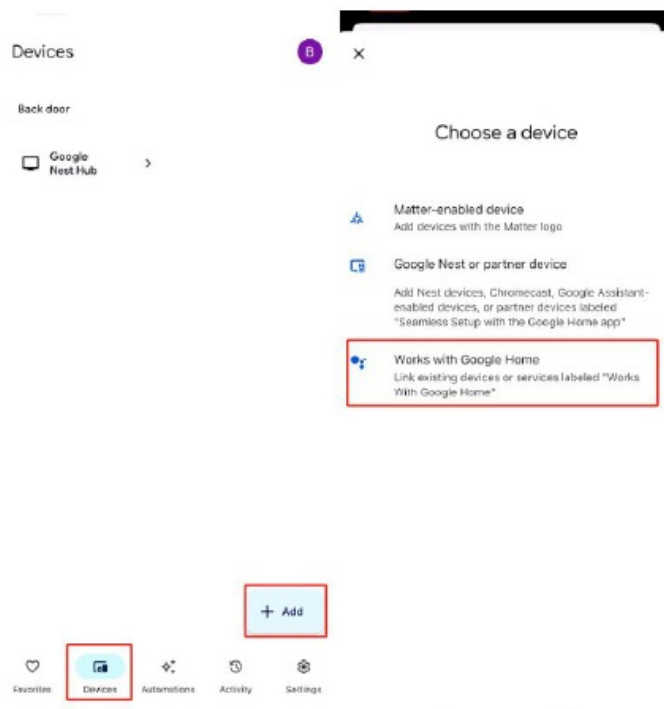 Devices
B
Back door
Google
Nest Hub
+ Add
Favorites
Devices
Automations
Activity
Settings
Choose a device
Matter-enabled device
Add devices with the Matter logo
Google Nest or partner device
Add Nest devices, Chromecast, Google Assistant-
enabled devices, or partner devices labeled
"Seamless Setup with the Google Home app"
Works with Google Home
Link existing devices or services labeled "Works
With Google Home"